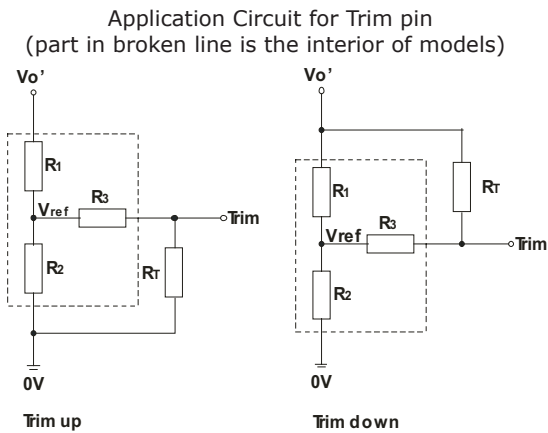 Application Circuit for Trim pin
(part in broken line is the interior of models)
Vo’
R1
Vref
R3
Trim
R2
RT
0V
Trim up
Vo’
R1
RT
Vref
R3
Trim
R2
0V
Trim down